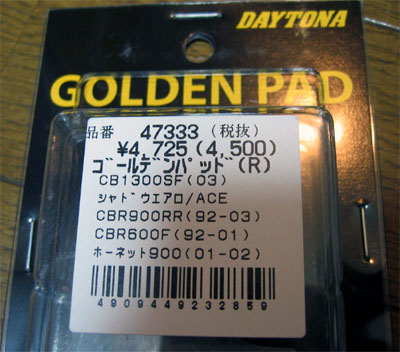 DAYTONA
GOLDEN PAD
品番 47333(税抜)
¥4,725(4,500)
ゴールデンパッド(R)
CB1300SF(03)
シャドウエアロ/ACE
CBR900RR(92-03)
CBR600F(92-01)
ホーネット900(01-02)
4909449232859